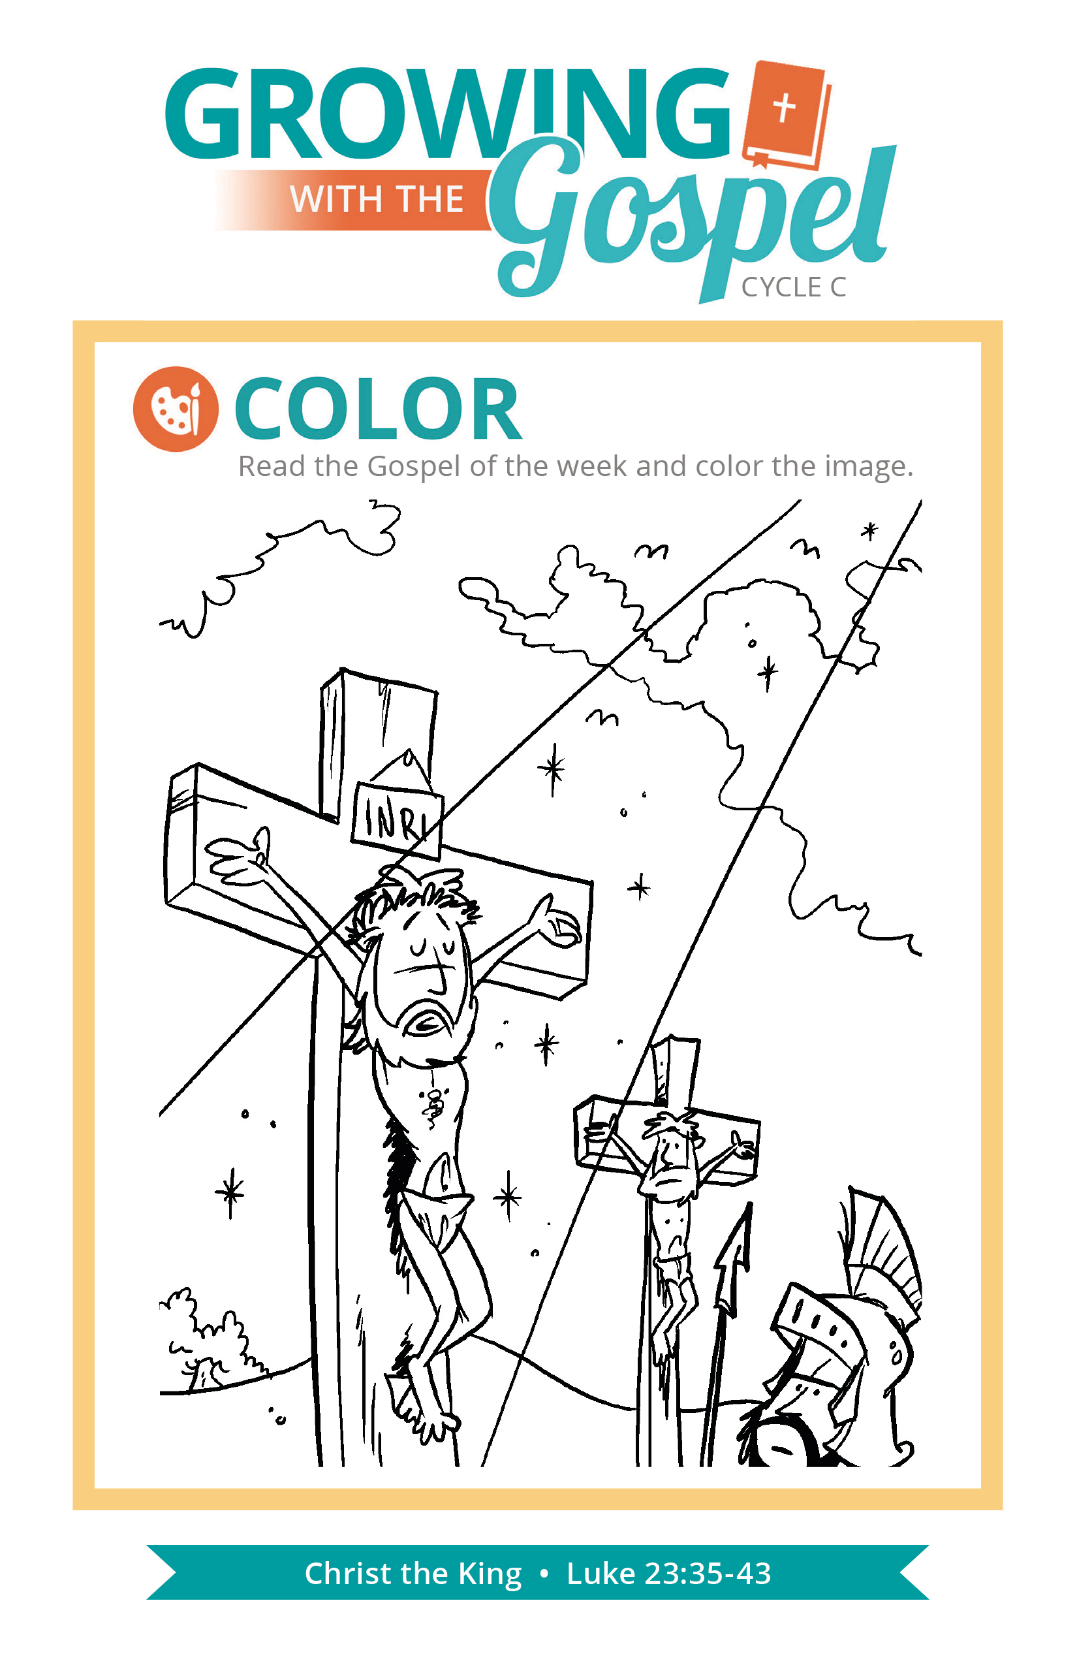 GROWING
WITH THE Gospel
CYCLE C
COLOR
Read the Gospel of the week and color the image.
INRI
Christ the King • Luke 23:35-43